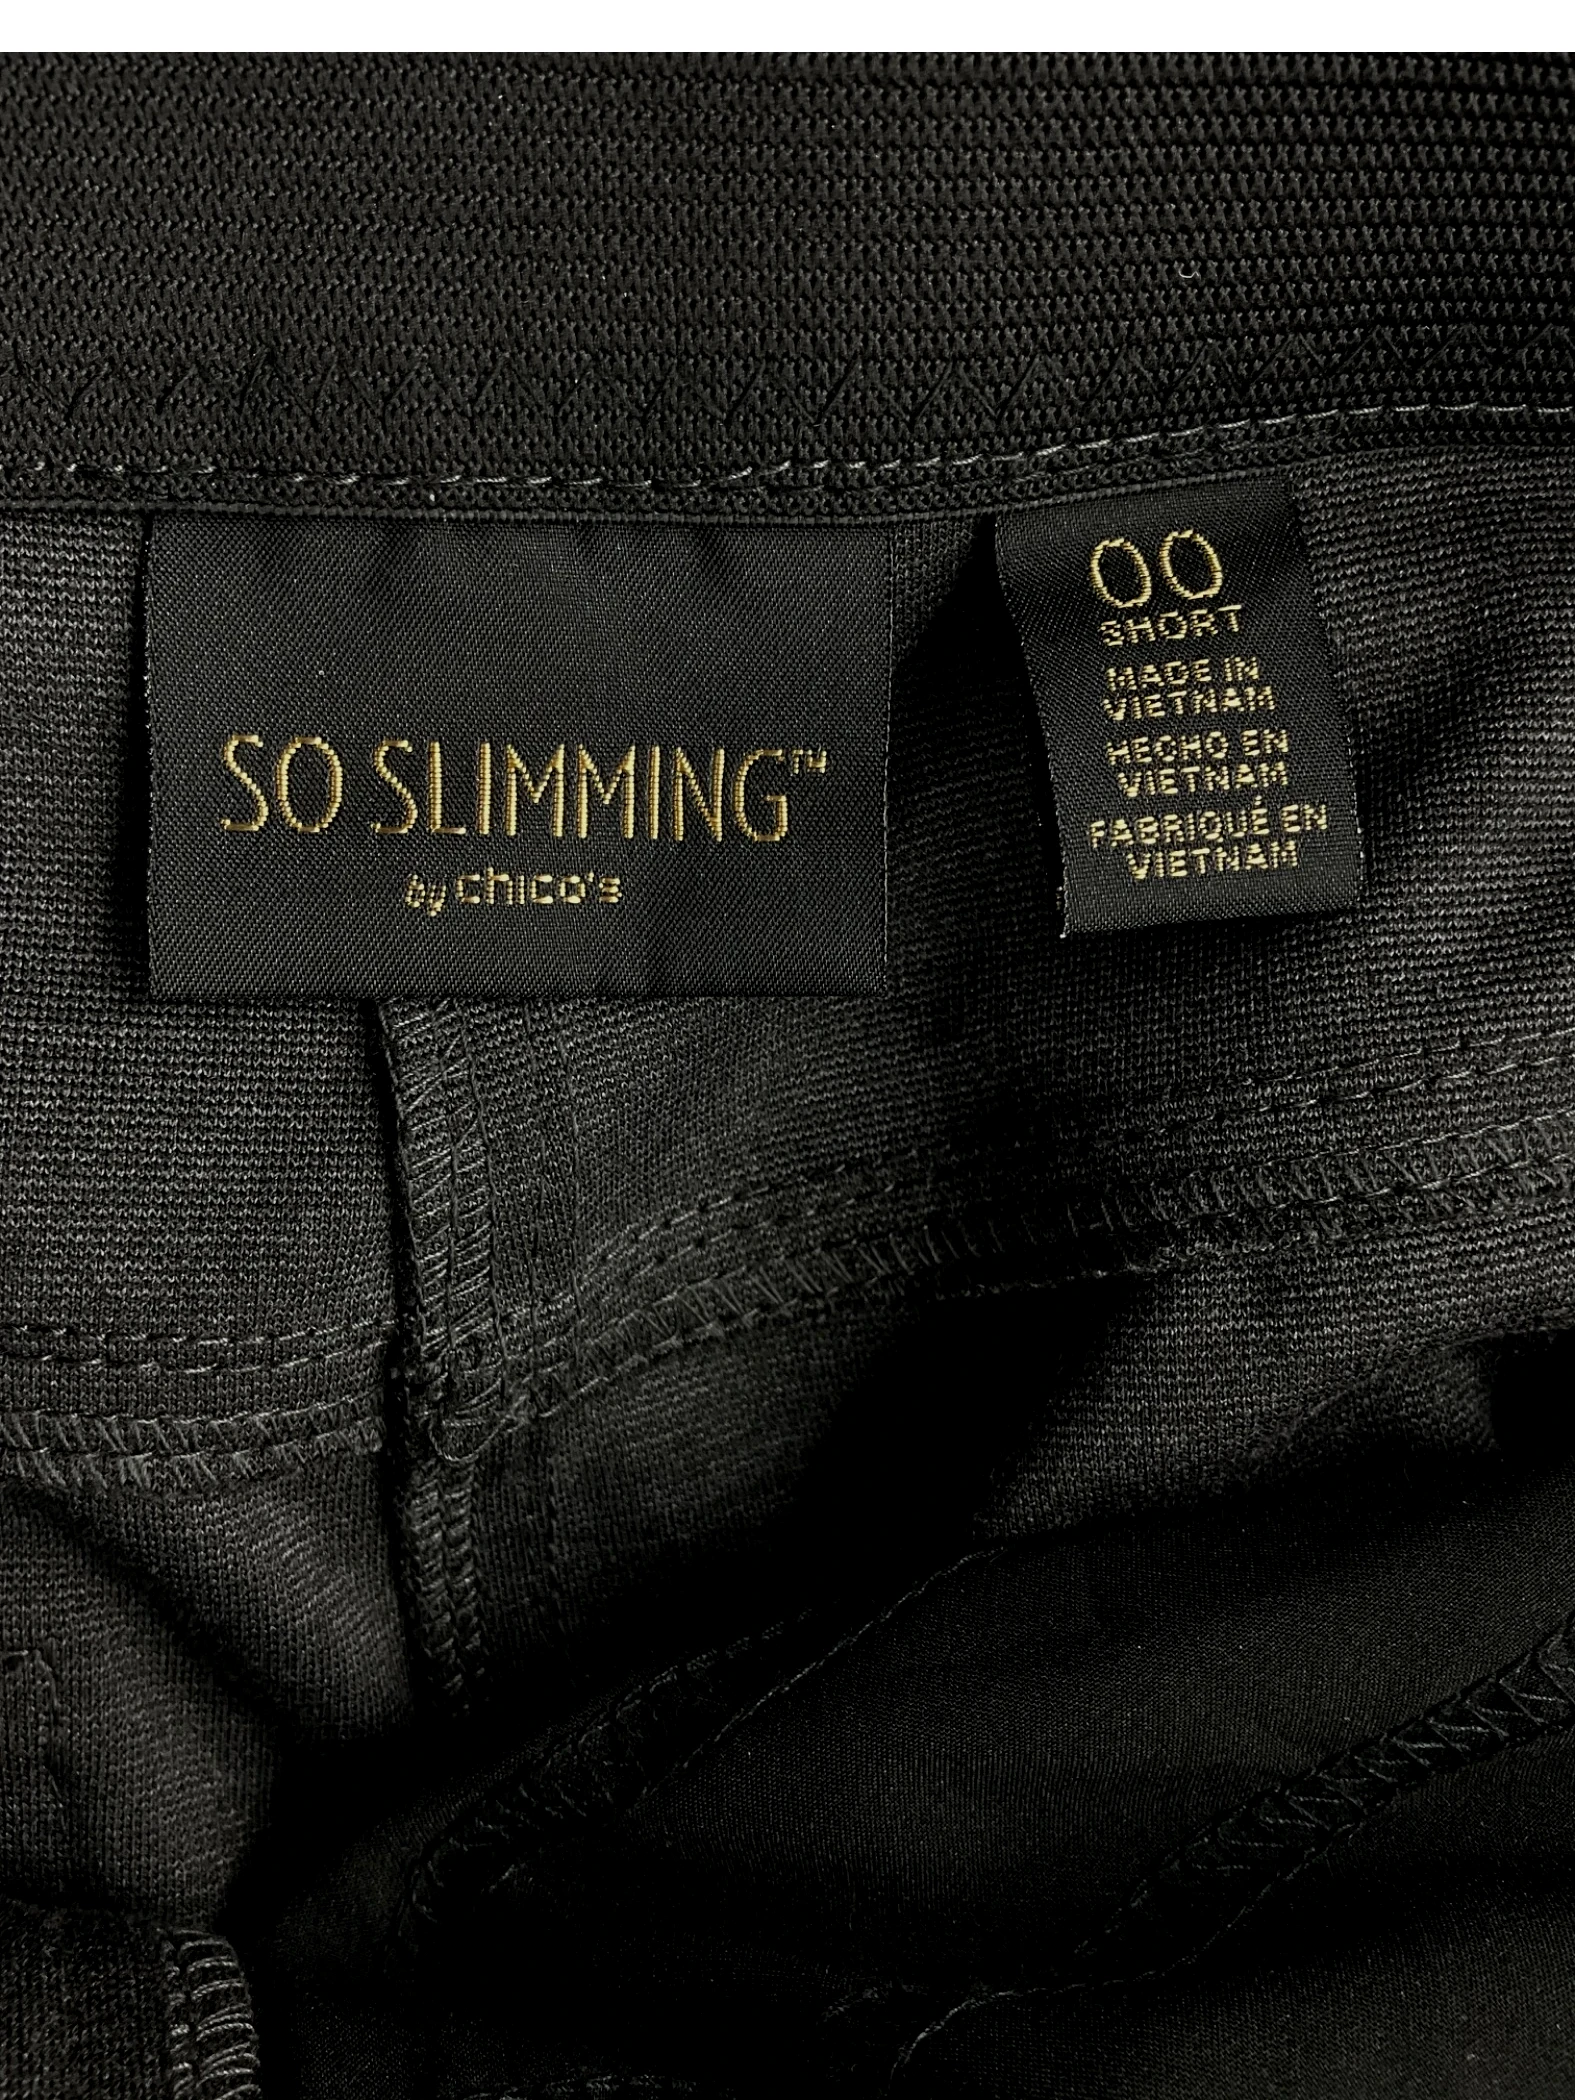 SO SLIMMING™
by chico's
00
SHORT
MADE IN
VIETNAM
HECHO EN
VIETNAM
FABRIQUÉ EN
VIETNAM